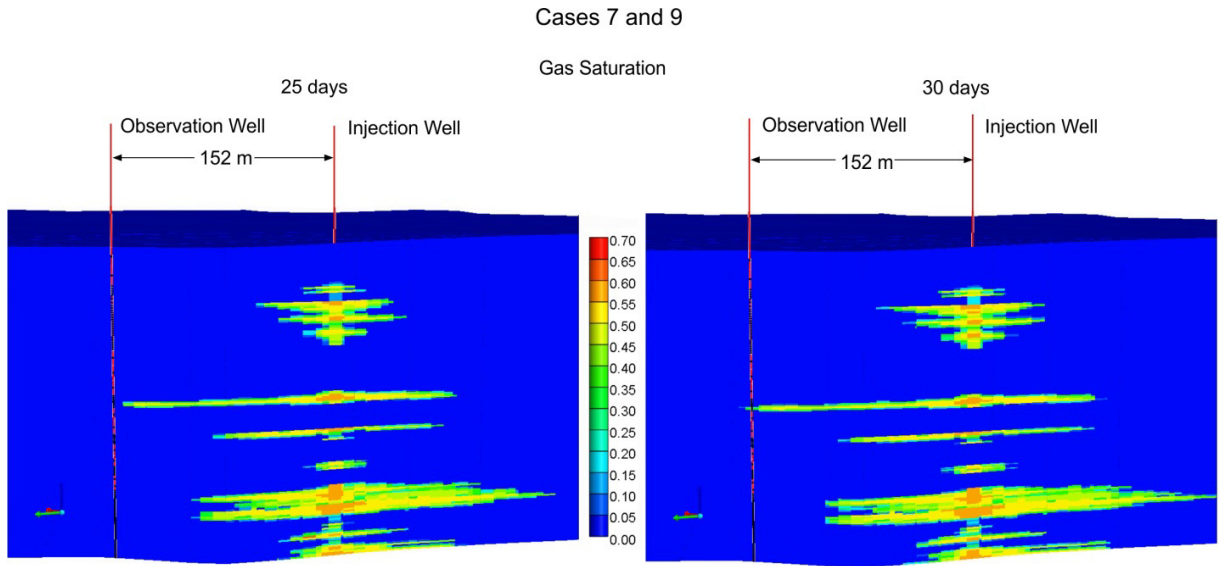 Cases 7 and 9
Gas Saturation
25 days
Observation Well
Injection Well
152 m
30 days
Observation Well
Injection Well
152 m
0.70
0.65
0.60
0.55
0.50
0.45
0.40
0.35
0.30
0.25
0.20
0.15
0.10
0.05
0.00